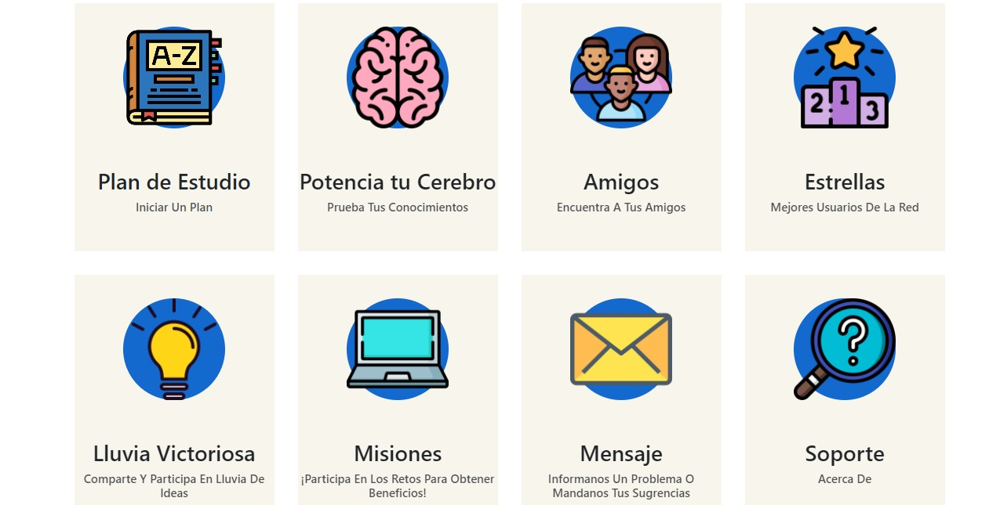 A-Z
Plan de Estudio
Iniciar Un Plan
Potencia tu Cerebro
Prueba Tus Conocimientos
Amigos
Encuentra A Tus Amigos
2 1 3
Estrellas
Mejores Usuarios De La Red
Lluvia Victoriosa
Comparte Y Participa En Lluvia De
Ideas
Misiones
¡Participa En Los Retos Para Obtener
Beneficios!
Mensaje
Informanos Un Problema O
Mandanos Tus Sugrencias
?
Soporte
Acerca De